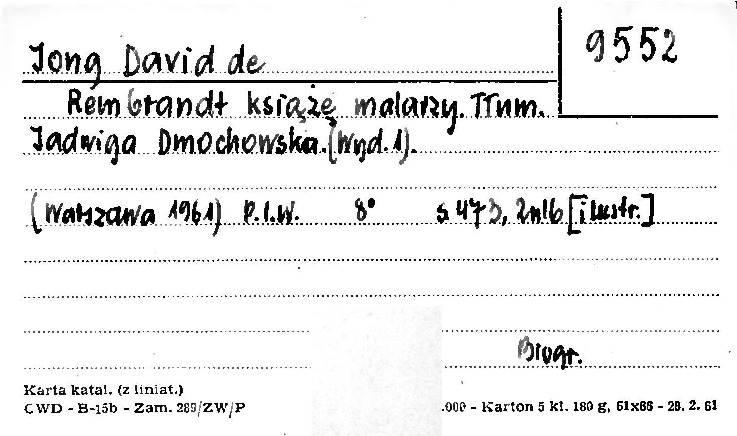 9552
Jong David de
Rembrandt książę malarzy. Tłum.
Jadwiga Dmochowska. (Wyd. 1).
(Warszawa 1961) P.I.W. 8° s. 473, 2nlb [ilustr.]
Biogr.
Karta katal. (z liniat.)
CWD - B-15b - Zam. 289/ZW/P .000 - Karton 5 kl. 180 g, 61x86 - 28. 2. 61